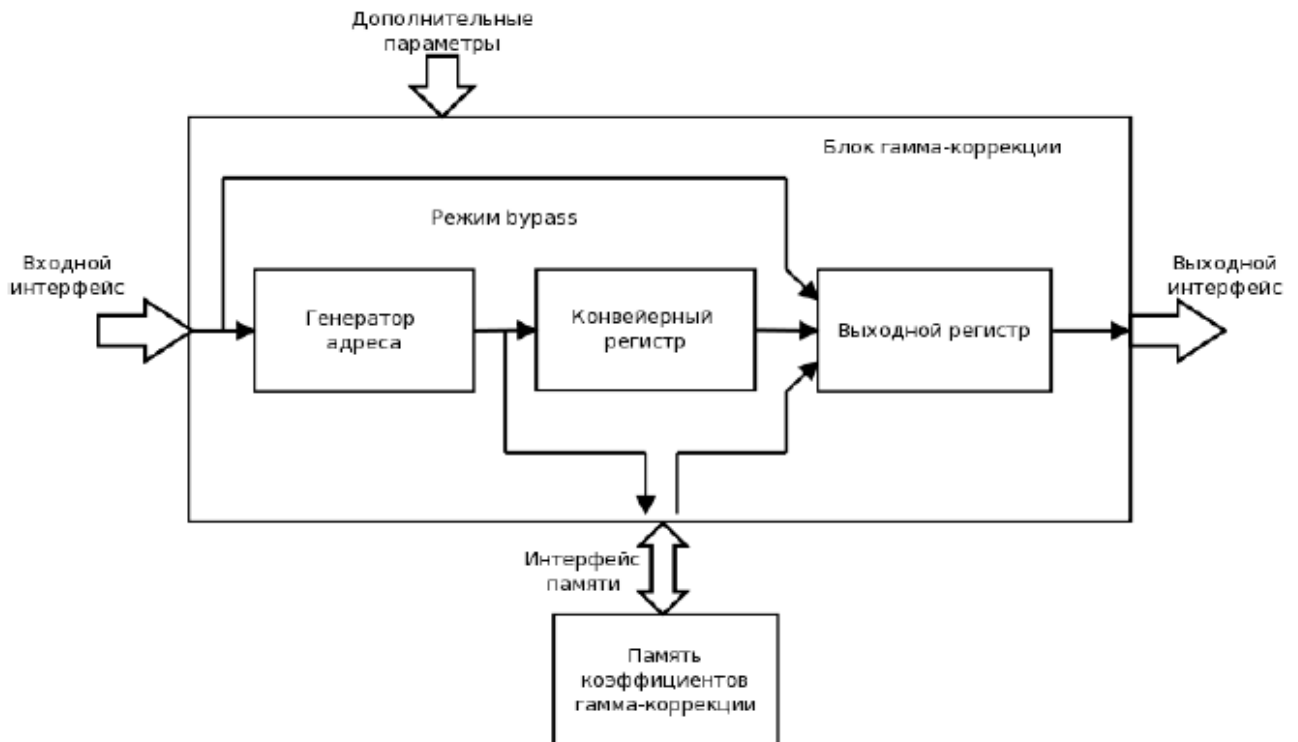 Дополнительные
параметры
Блок гамма-коррекции
Режим bypass
Входной
интерфейс
Генератор
адреса
Конвейерный
регистр
Выходной регистр
Выходной
интерфейс
Интерфейс
памяти
Память
коэффициентов
гамма-коррекции